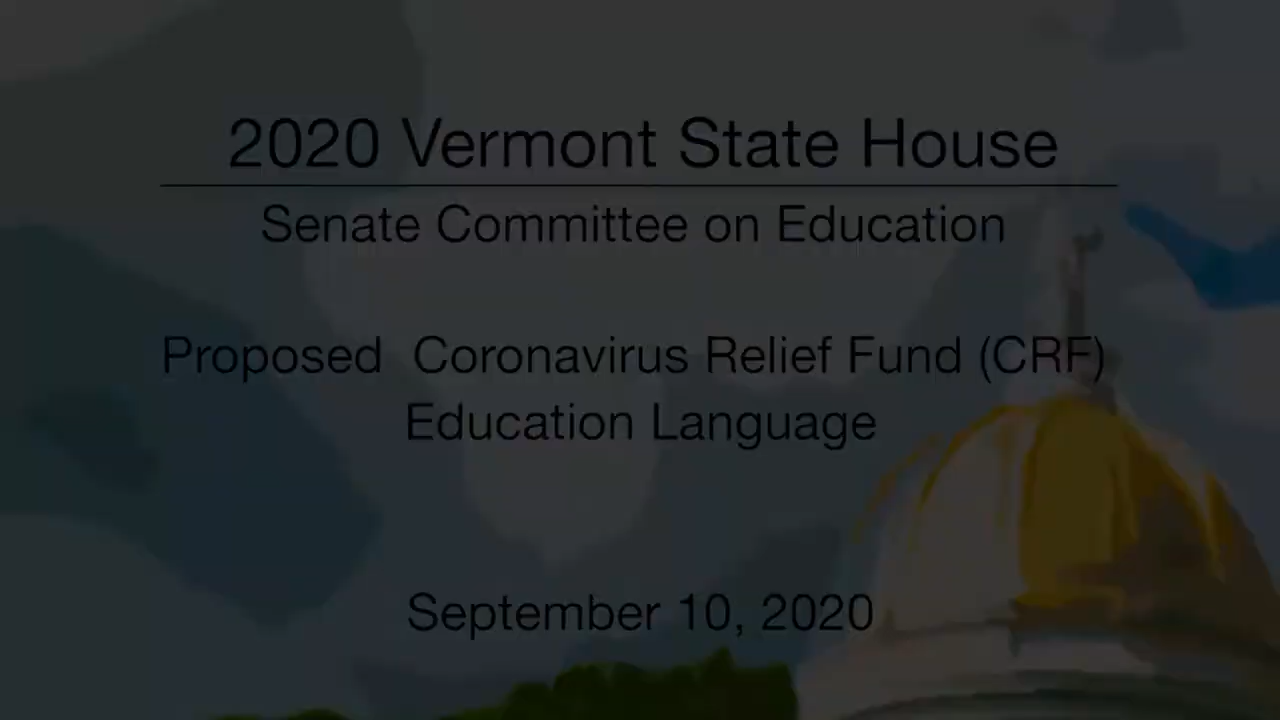 2020 Vermont State House
Senate Committee on Education
Proposed Coronavirus Relief Fund (CRF)
Education Language
September 10, 2020